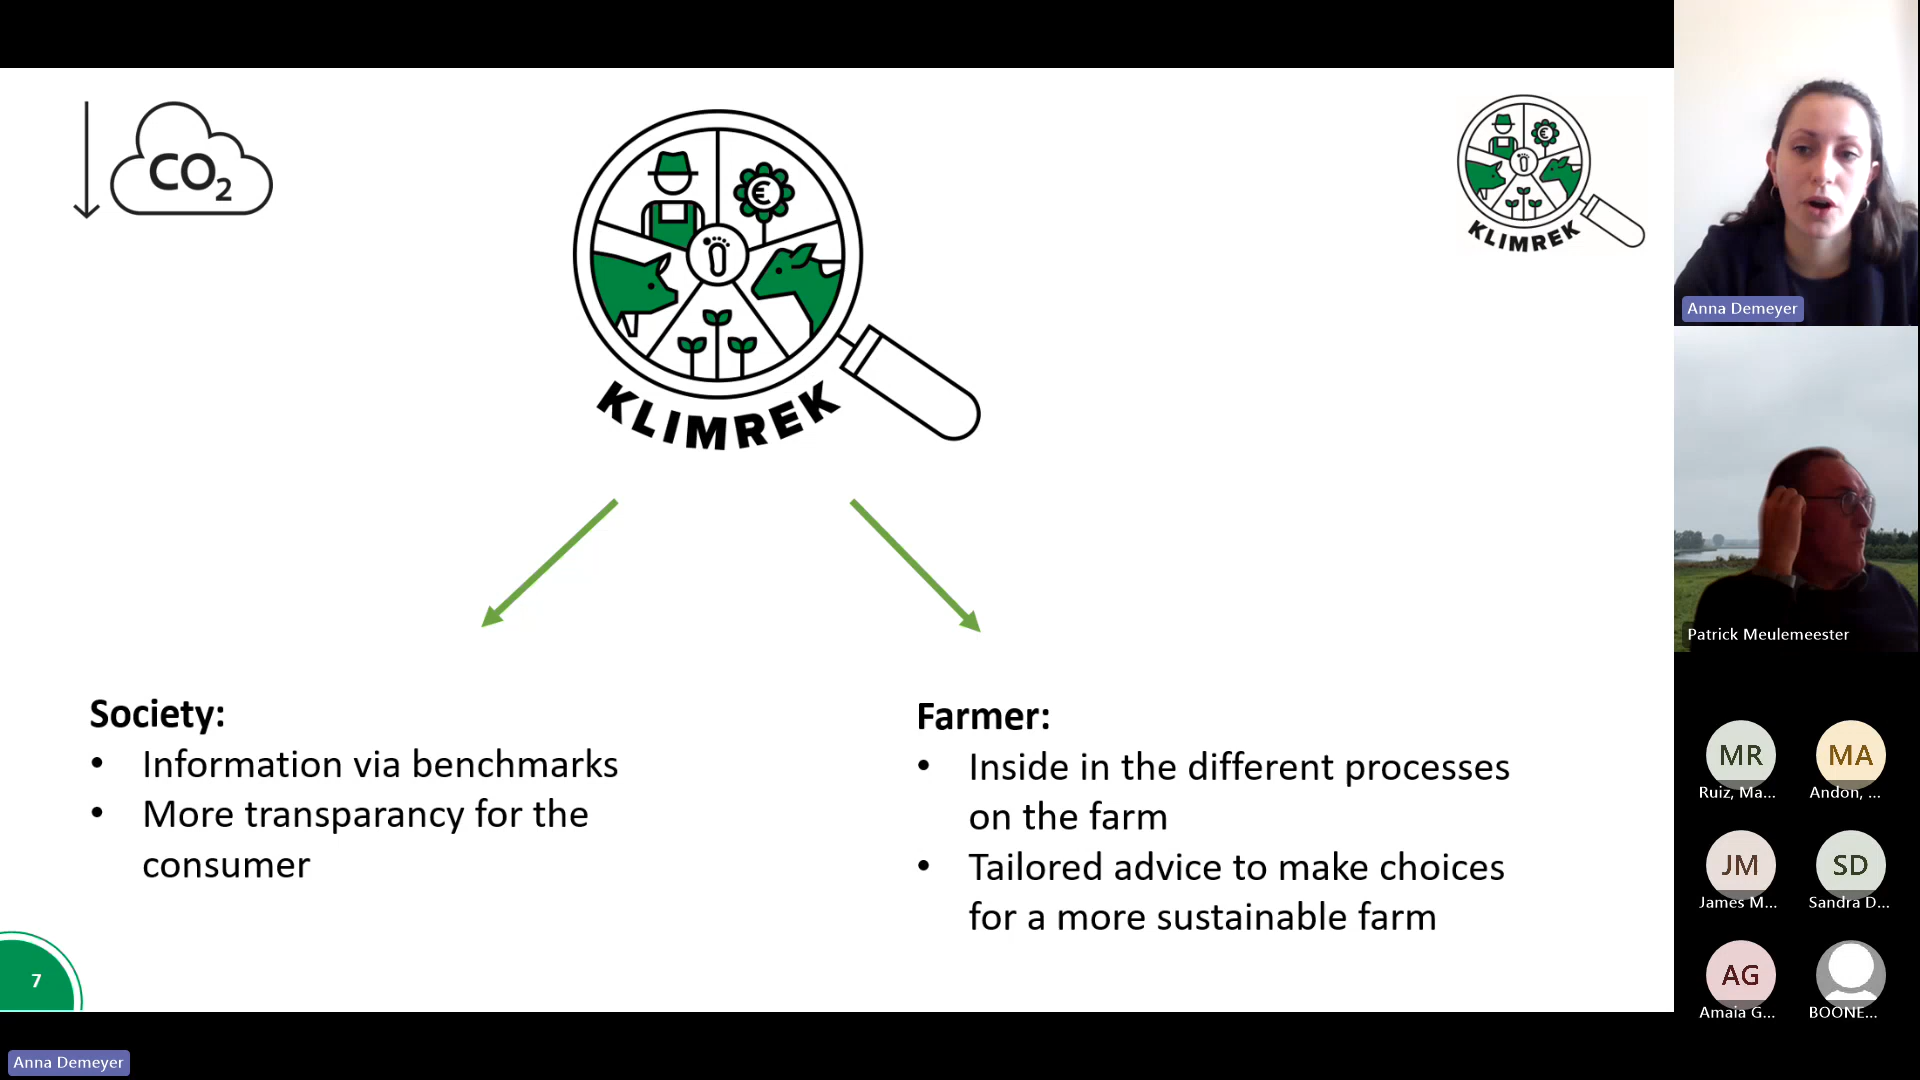 CO2
KLIMREK
KLIMREK
Society:
• Information via benchmarks
• More transparancy for the
consumer
Farmer:
• Inside in the different processes
on the farm
• Tailored advice to make choices
for a more sustainable farm
7
Anna Demeyer
Anna Demeyer
Patrick Meulemeester
MR
Ruiz, Ma...
MA
Andon, ...
JM
James M...
SD
Sandra D...
AG
Amaia G...
BOONE...